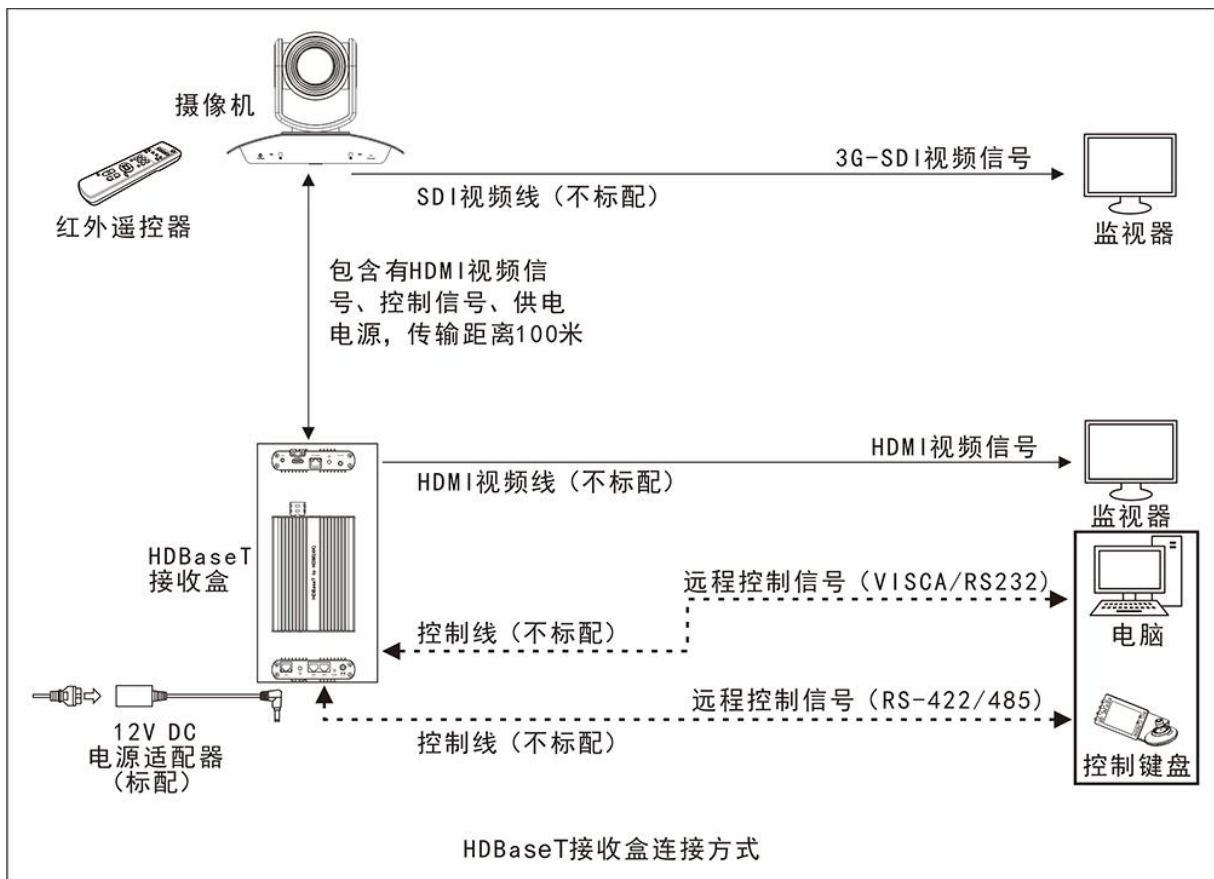 摄像机
红外遥控器
3G-SDI视频信号
SDI视频线（不标配）
监视器
包含有HDMI视频信
号、控制信号、供电
电源，传输距离100米
HDMI视频信号
HDMI视频线（不标配）
监视器
HDBaseT
接收盒
HDBaseT to HDMI(4K)
远程控制信号（VISCA/RS232）
控制线（不标配）
电脑
远程控制信号（RS-422/485）
控制线（不标配）
控制键盘
12V DC
电源适配器
（标配）
HDBaseT接收盒连接方式